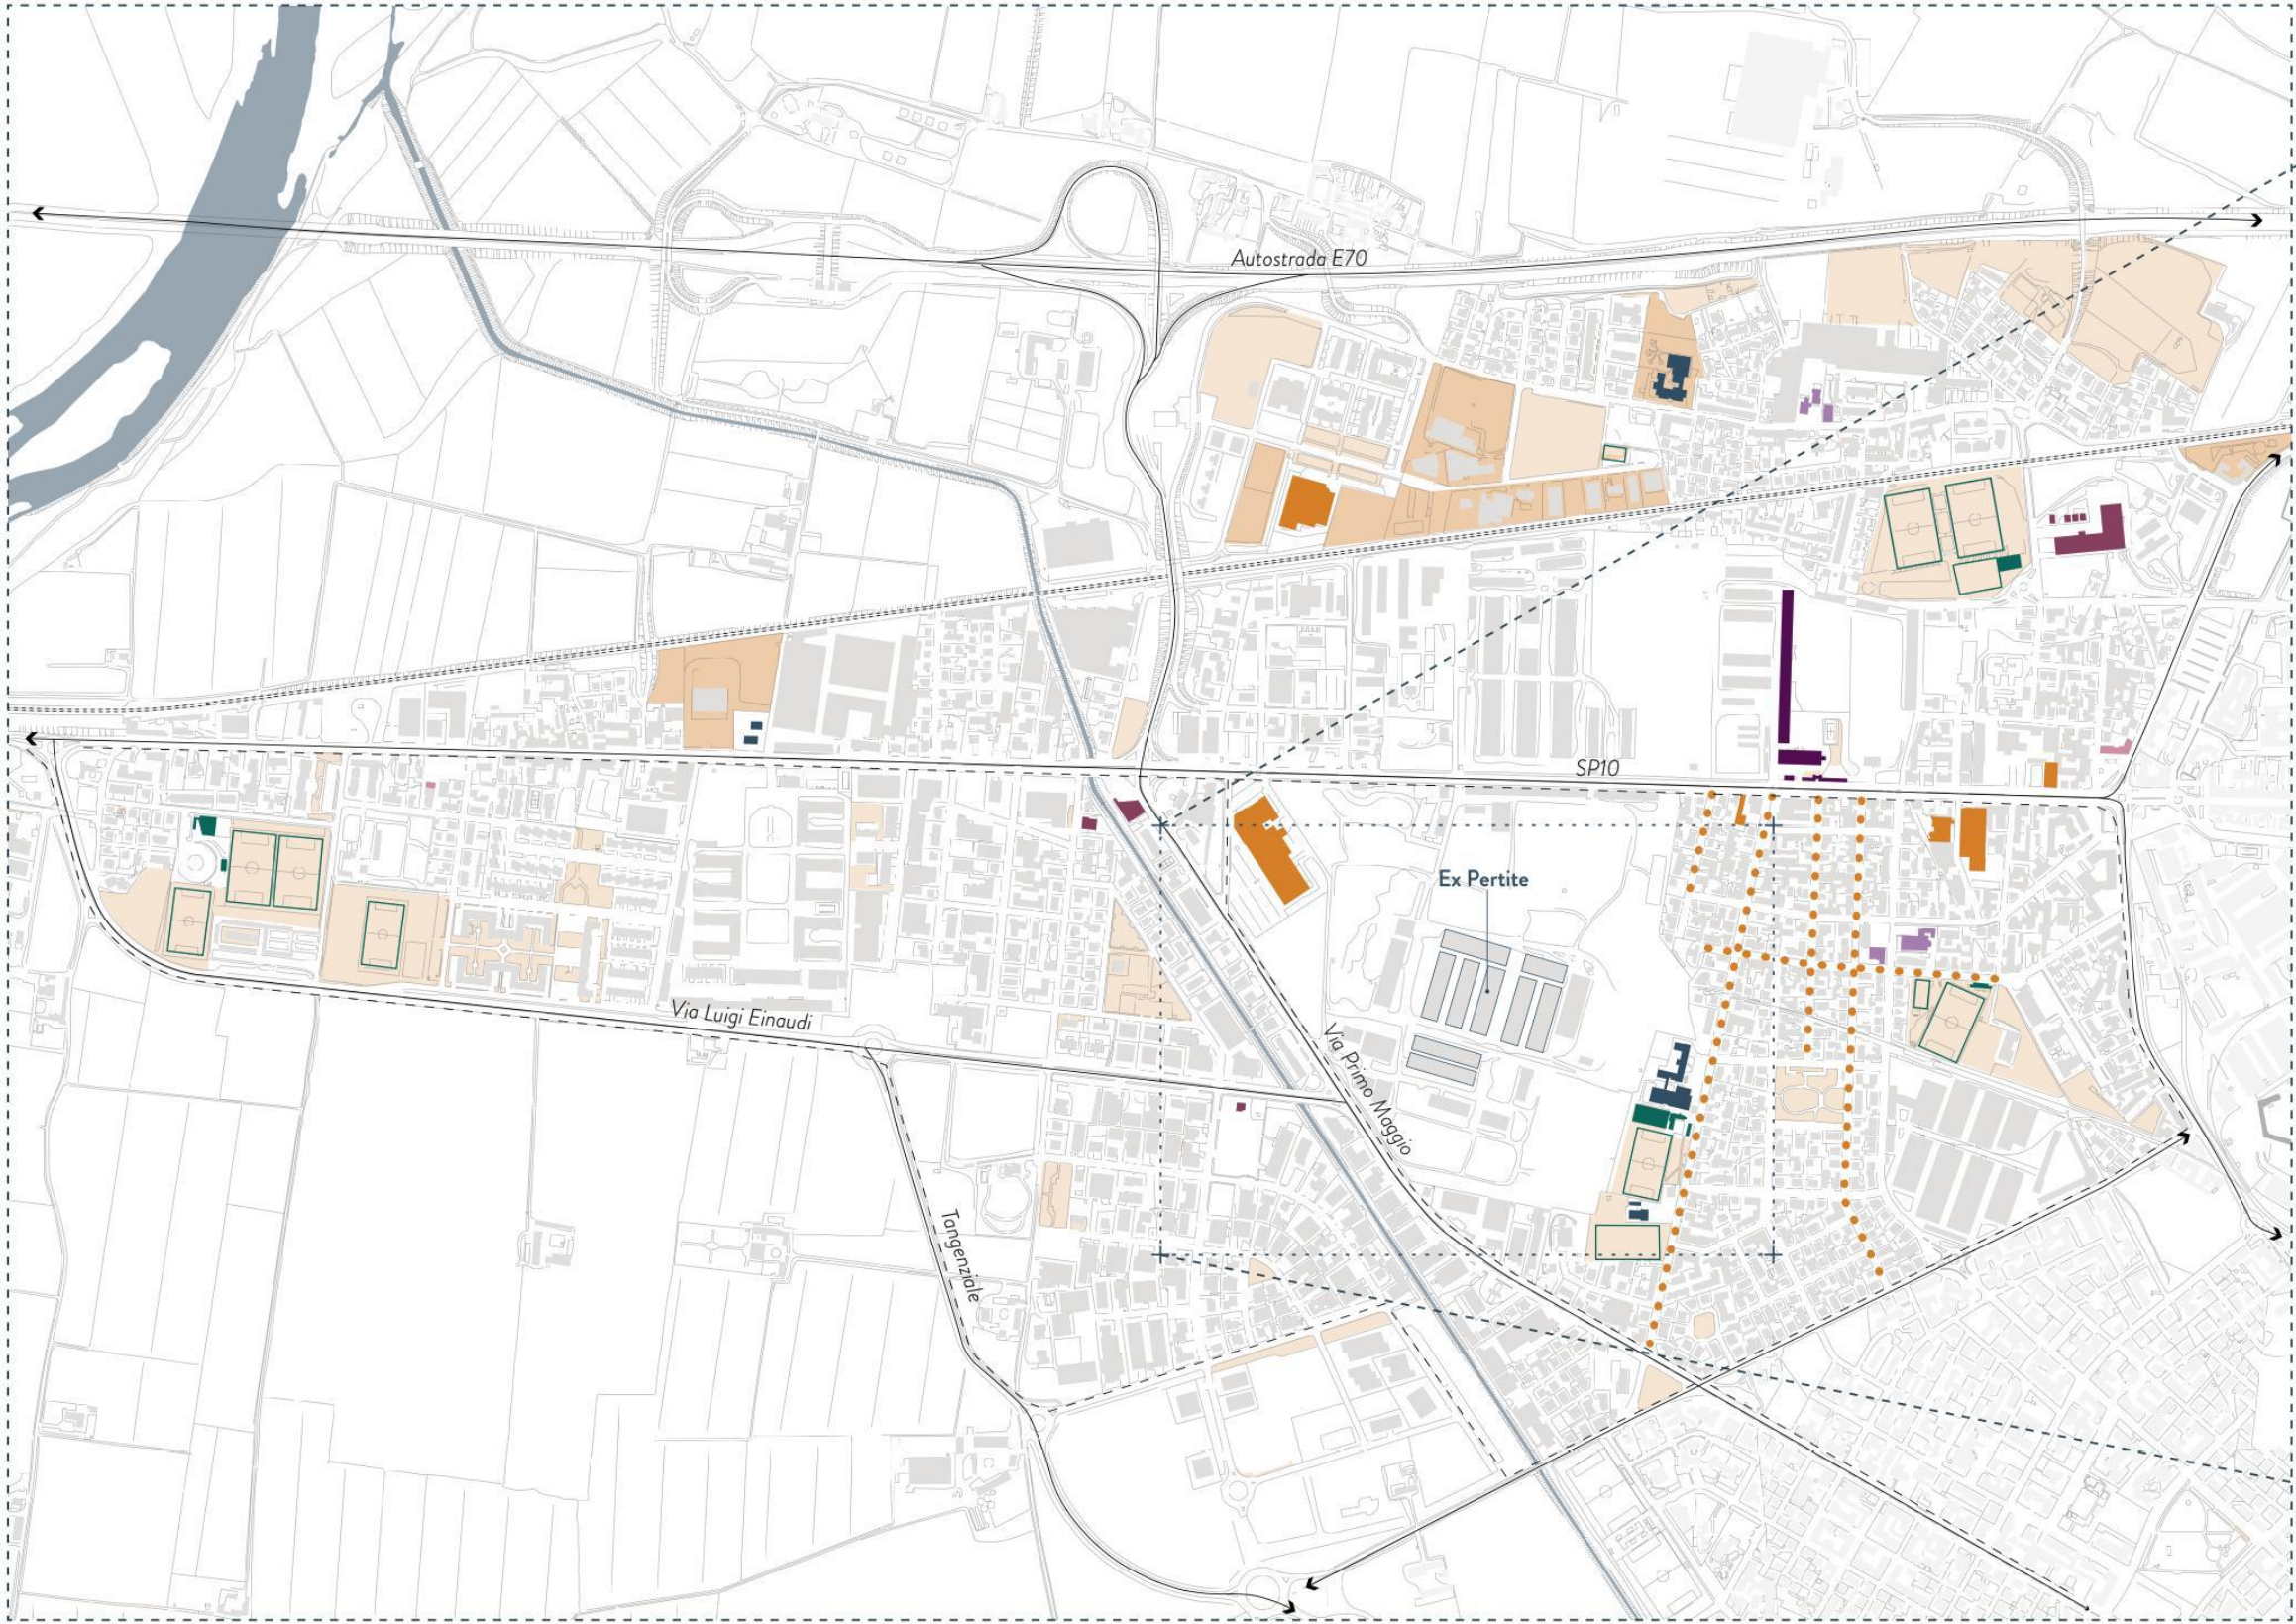 Autostrada E70
SP10
Ex Pertite
Via Luigi Einaudi
Via Primo Maggio
Tangenziale